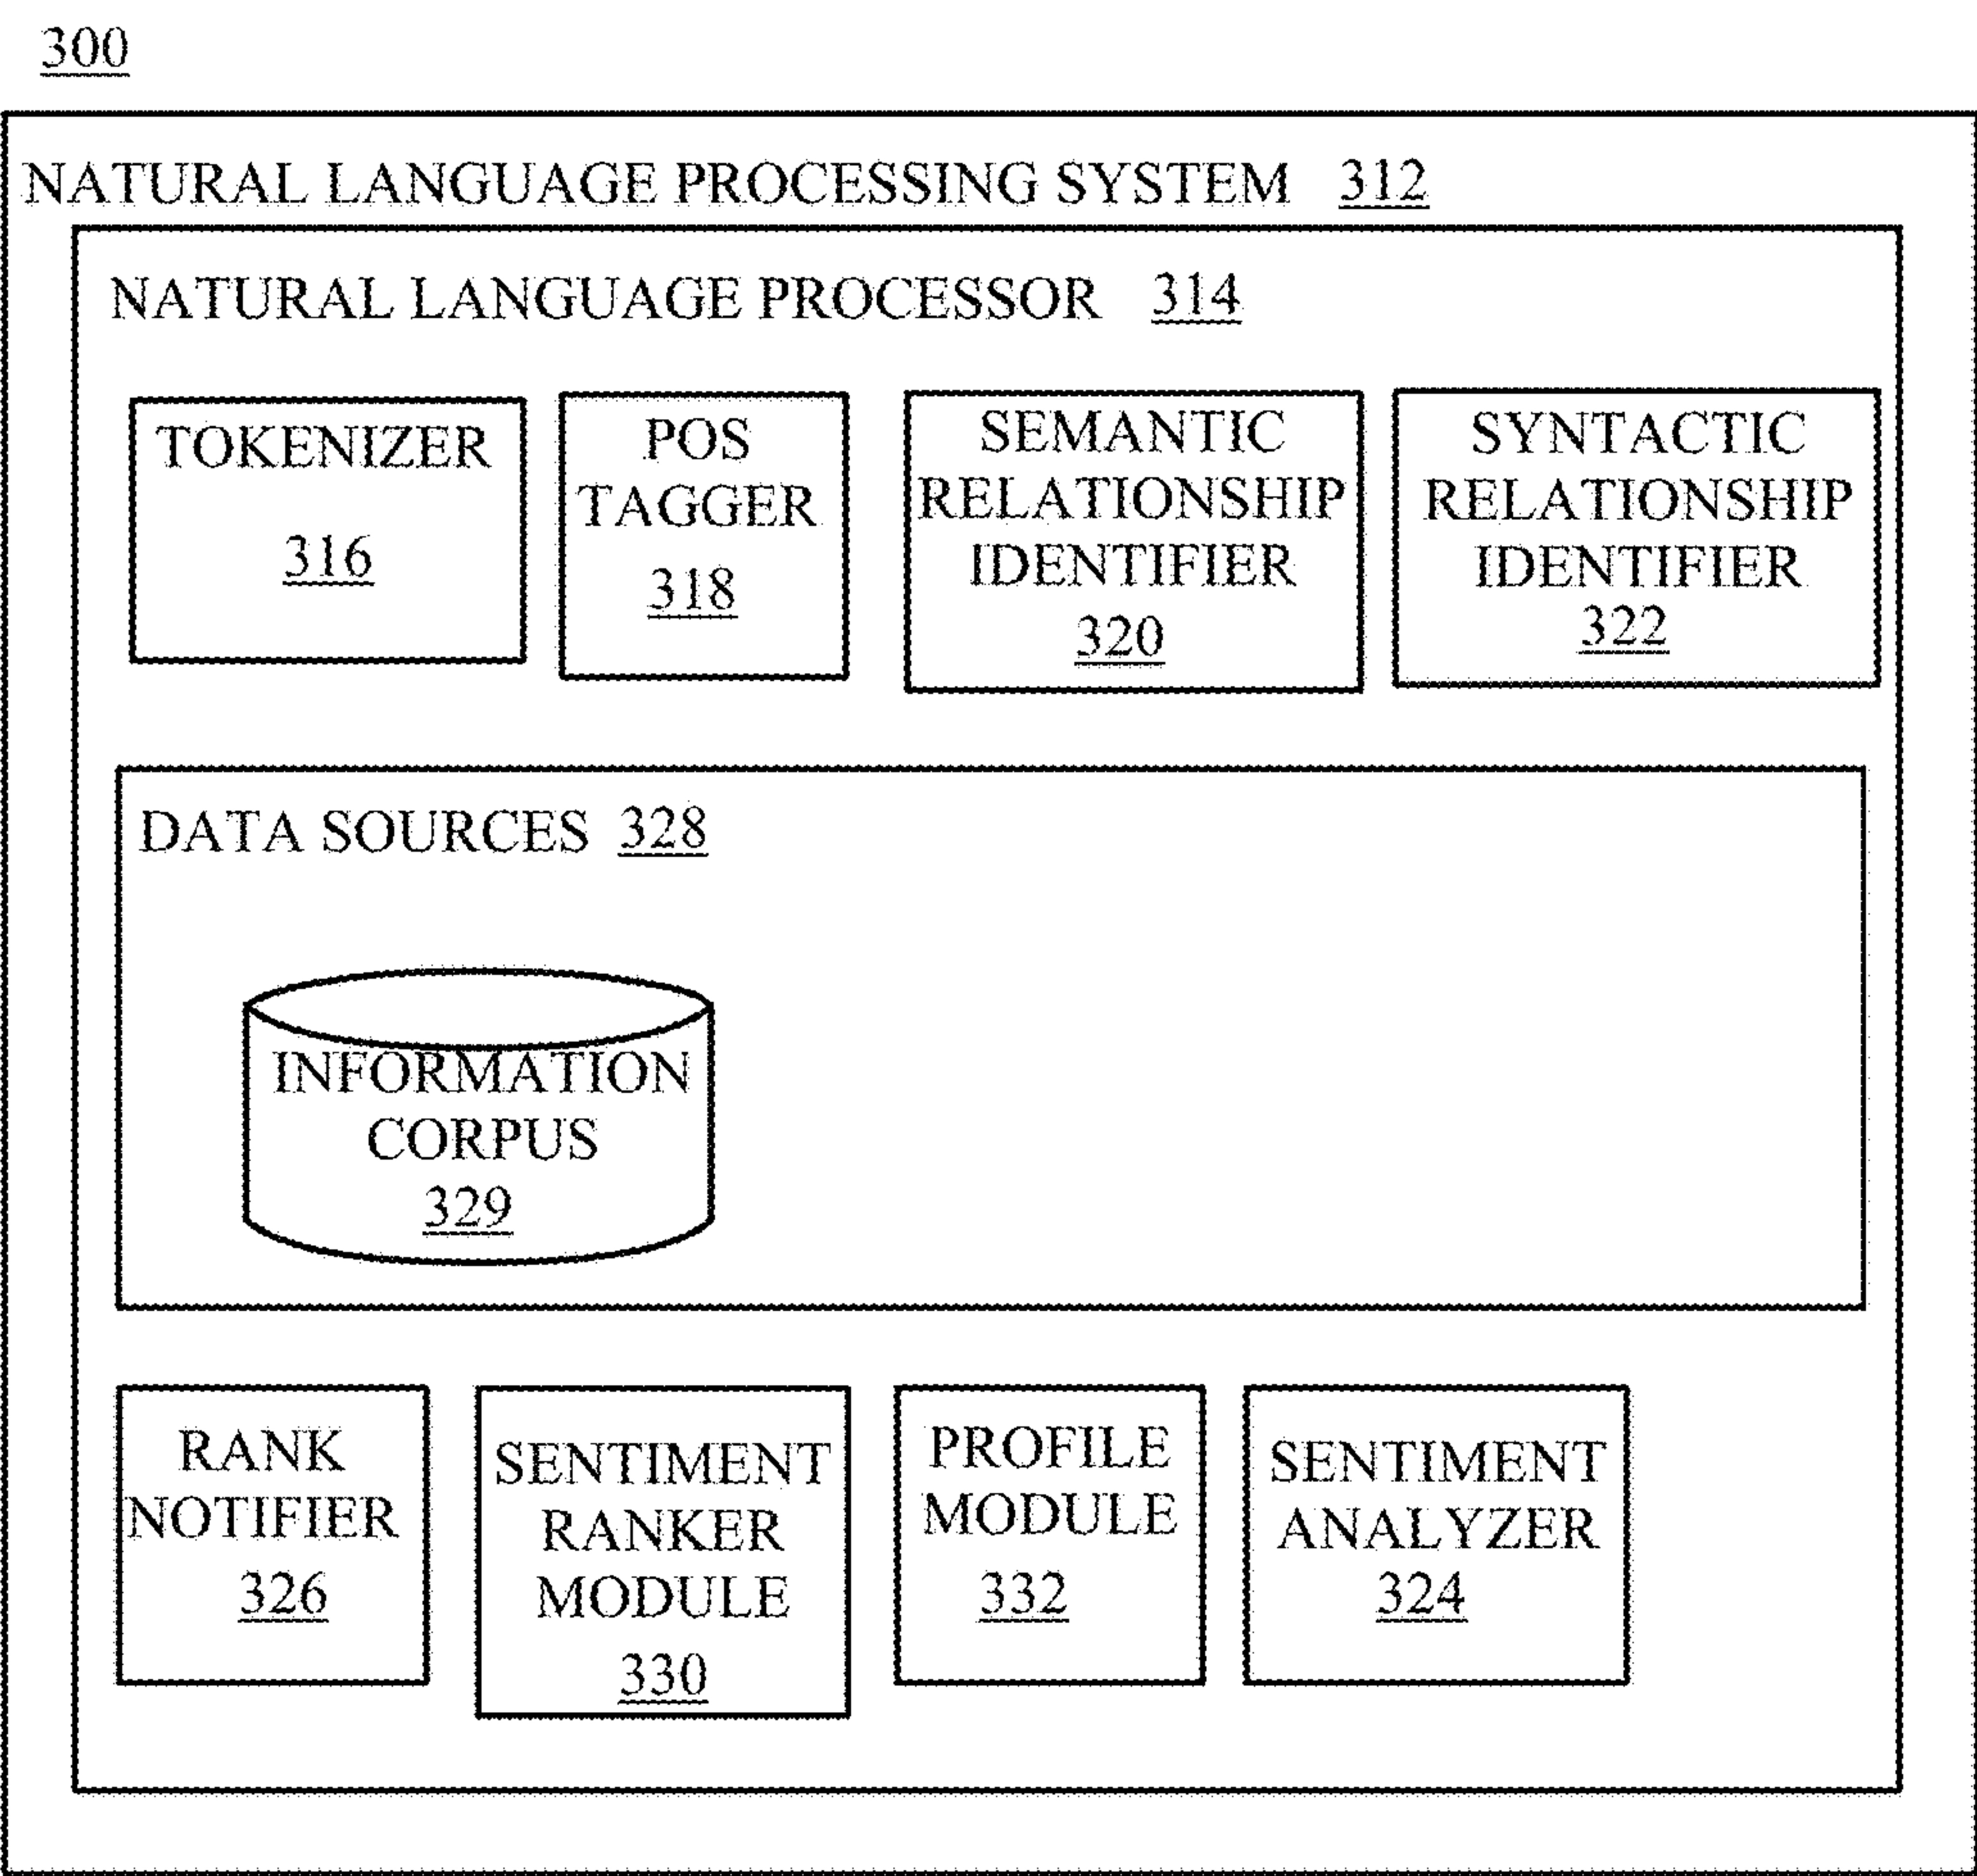 300
NATURAL LANGUAGE PROCESSING SYSTEM 312
NATURAL LANGUAGE PROCESSOR 314
TOKENIZER
316
POS
TAGGER
318
SEMANTIC
RELATIONSHIP
IDENTIFIER
320
SYNTACTIC
RELATIONSHIP
IDENTIFIER
322
DATA SOURCES 328
INFORMATION
CORPUS
329
RANK
NOTIFIER
326
SENTIMENT
RANKER
MODULE
330
PROFILE
MODULE
332
SENTIMENT
ANALYZER
324